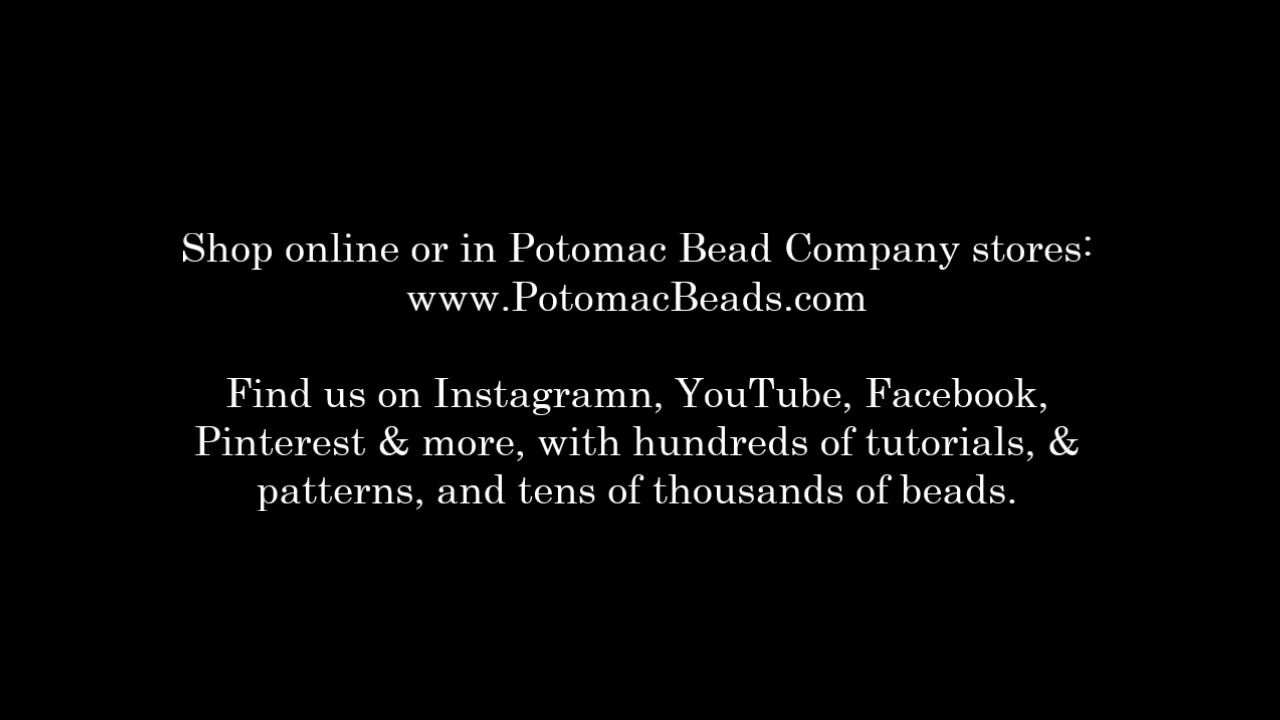 Shop online or in Potomac Bead Company stores:
www.PotomacBeads.com
Find us on Instagramn, YouTube, Facebook,
Pinterest & more, with hundreds of tutorials, &
patterns, and tens of thousands of beads.